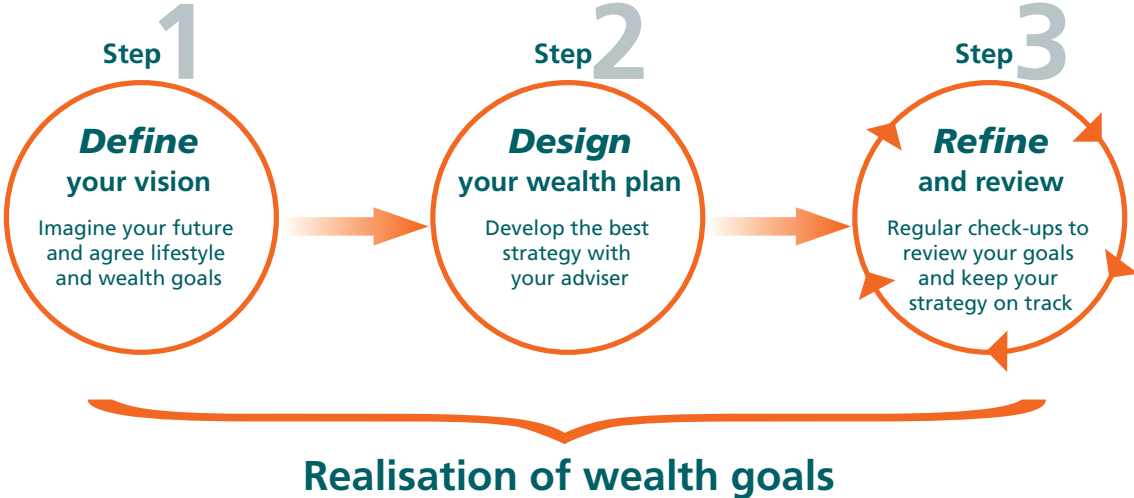 Step 1
Define
your vision
Imagine your future
and agree lifestyle
and wealth goals
Step 2
Design
your wealth plan
Develop the best
strategy with
your adviser
Step 3
Refine
and review
Regular check-ups to
review your goals
and keep your
strategy on track
Realisation of wealth goals